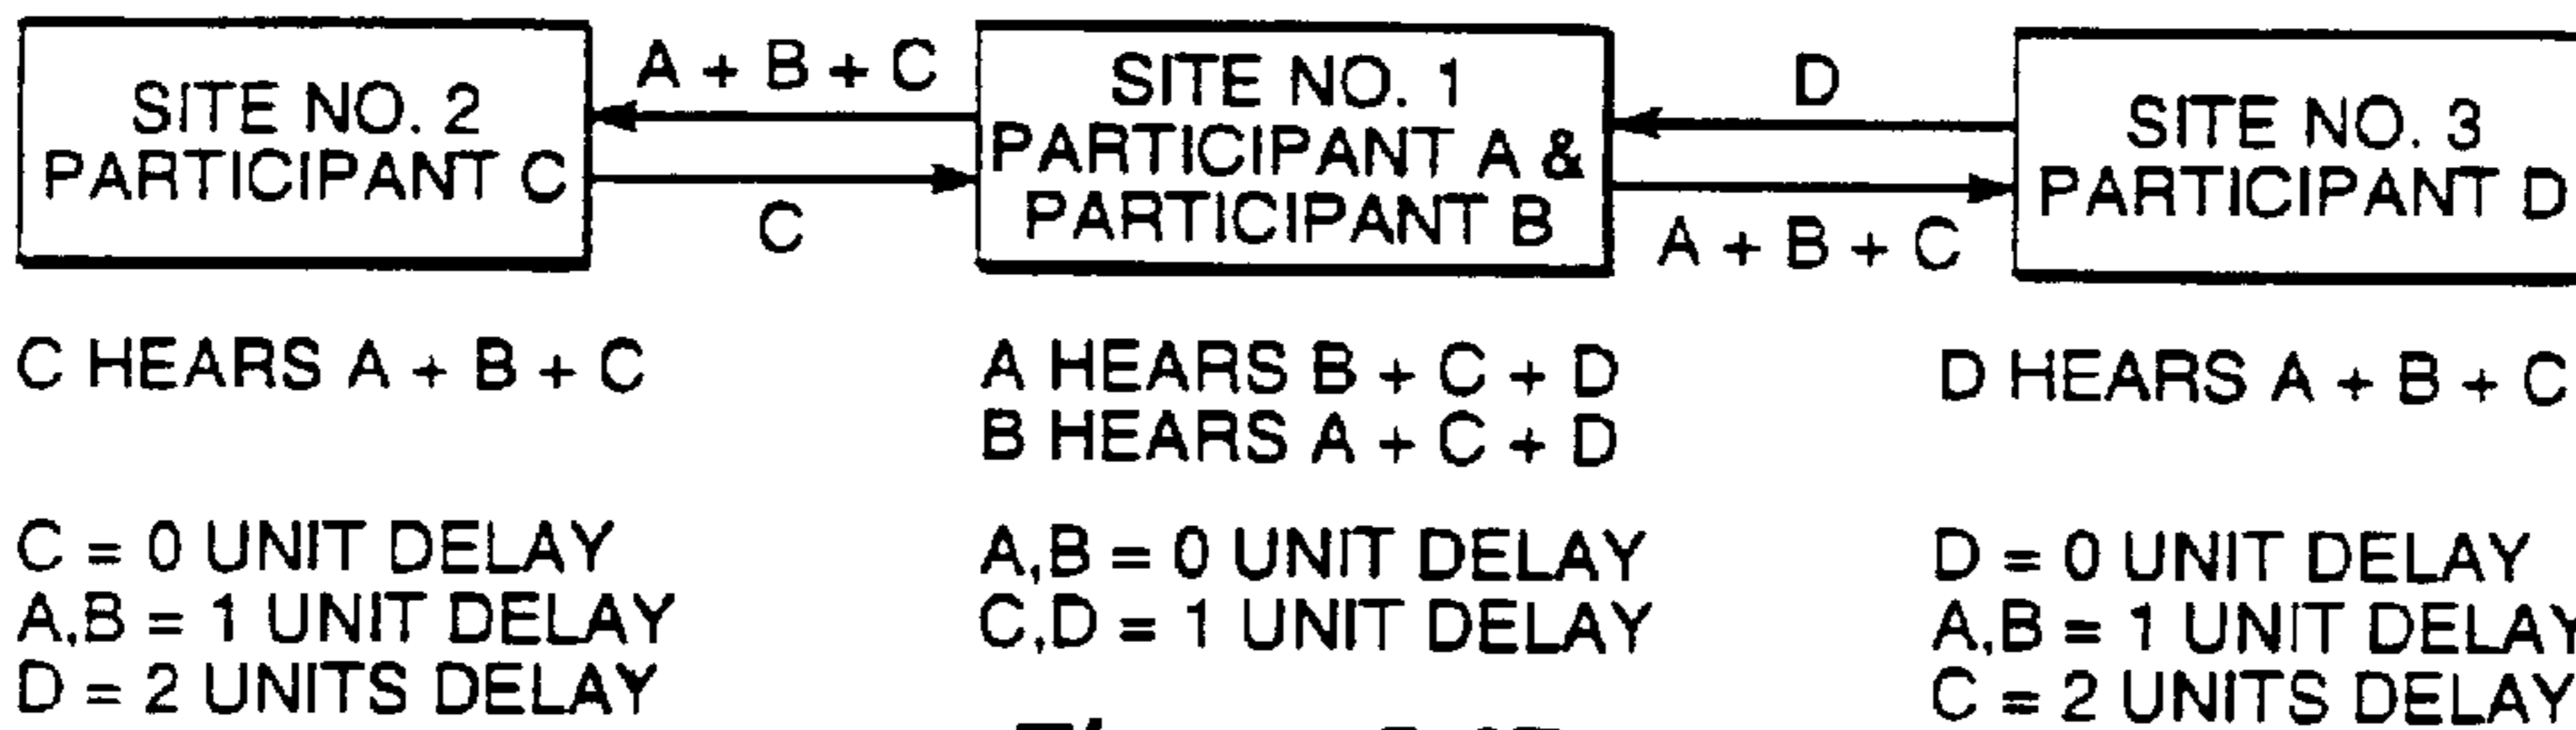 SITE NO. 2
PARTICIPANT C
A + B + C
C
SITE NO. 1
PARTICIPANT A &
PARTICIPANT B
D
A + B + C
SITE NO. 3
PARTICIPANT D
C HEARS A + B + C
A HEARS B + C + D
B HEARS A + C + D
D HEARS A + B + C
C = 0 UNIT DELAY
A,B = 1 UNIT DELAY
D = 2 UNITS DELAY
A,B = 0 UNIT DELAY
C,D = 1 UNIT DELAY
D = 0 UNIT DELAY
A,B = 1 UNIT DELAY
C = 2 UNITS DELAY